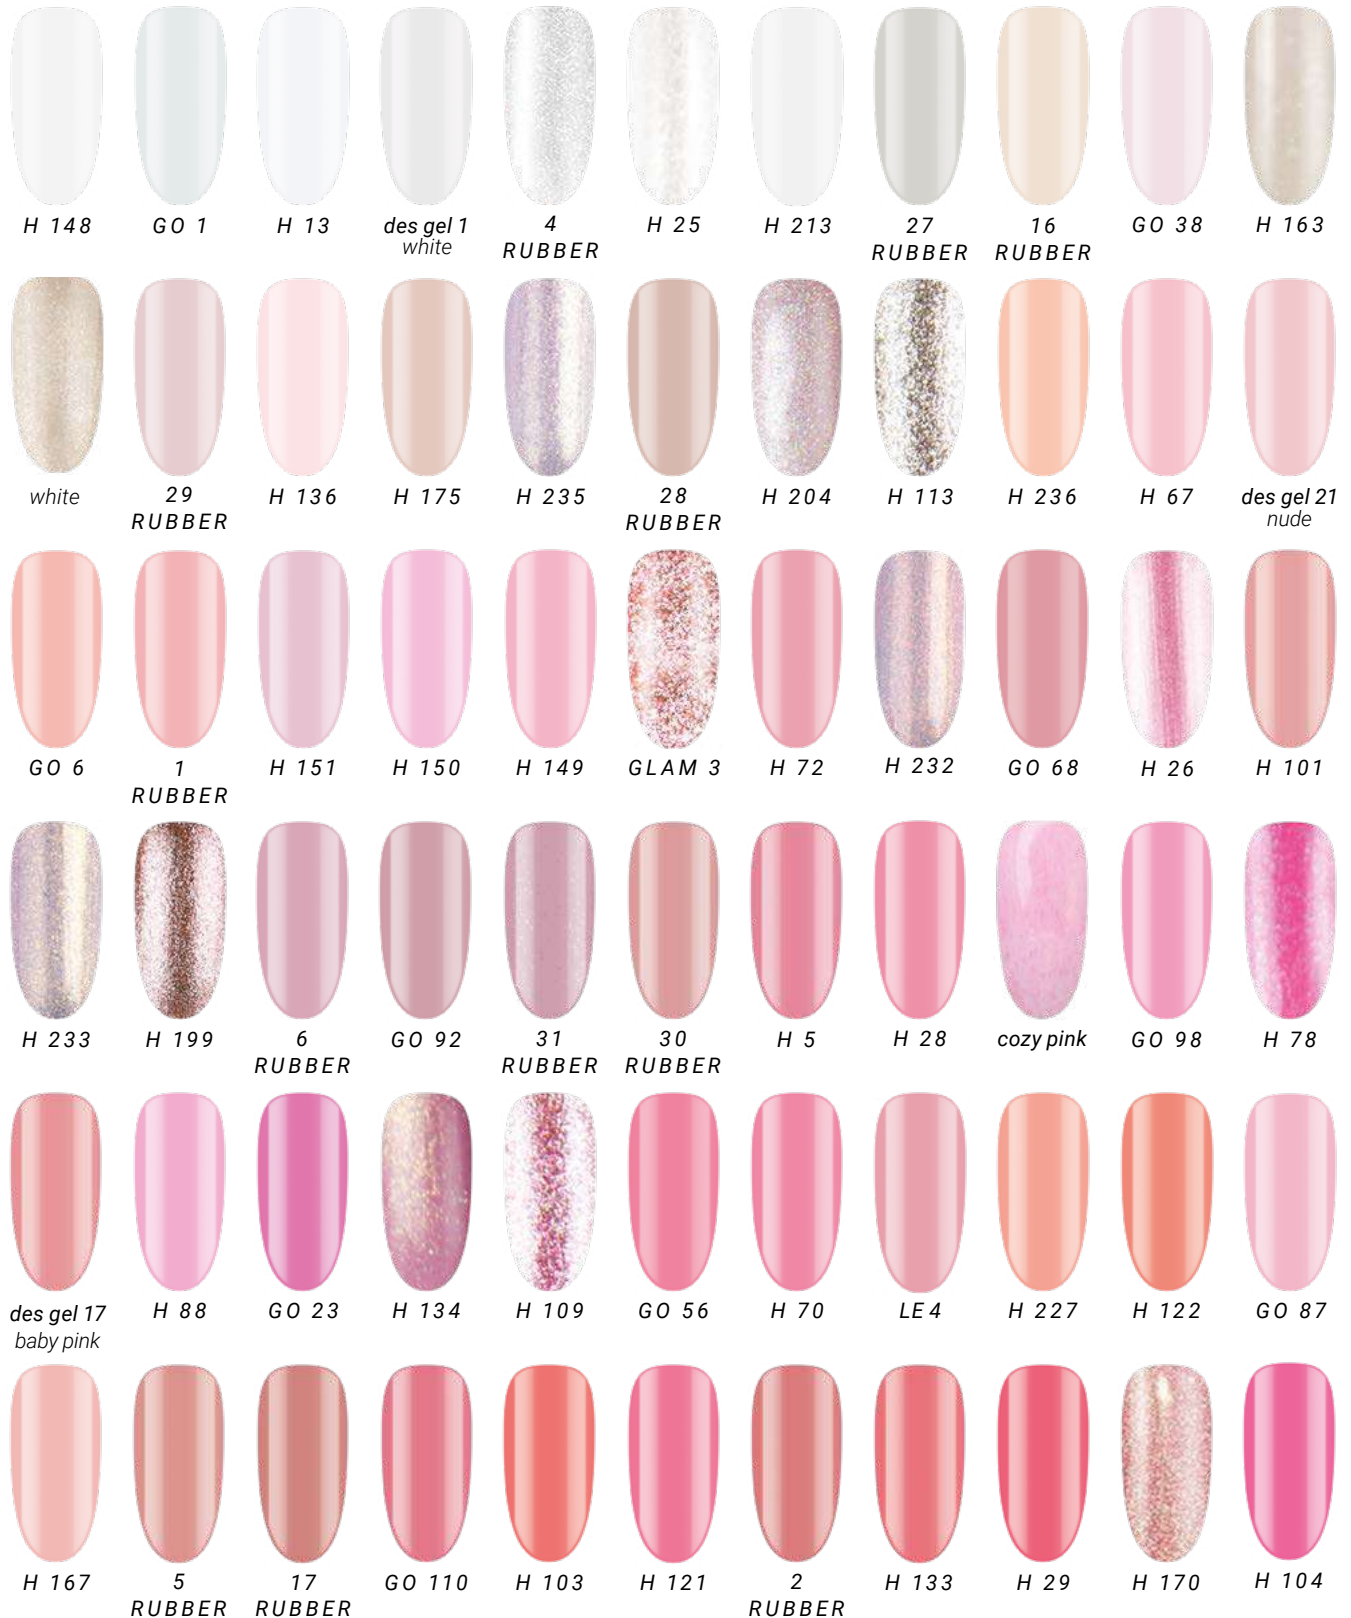 H 148
GO 1
H 13
des gel 1
white
4
RUBBER
H 25
H 213
27
RUBBER
16
RUBBER
GO 38
H 163
white
29
RUBBER
H 136
H 175
H 235
28
RUBBER
H 204
H 113
H 236
H 67
des gel 21
nude
GO 6
1
RUBBER
H 151
H 150
H 149
GLAM 3
H 72
H 232
GO 68
H 26
H 101
H 233
H 199
6
RUBBER
GO 92
31
RUBBER
30
RUBBER
H 5
H 28
cozy pink
GO 98
H 78
des gel 17
baby pink
H 88
GO 23
H 134
H 109
GO 56
H 70
LE 4
H 227
H 122
GO 87
H 167
5
RUBBER
17
RUBBER
GO 110
H 103
H 121
2
RUBBER
H 133
H 29
H 170
H 104